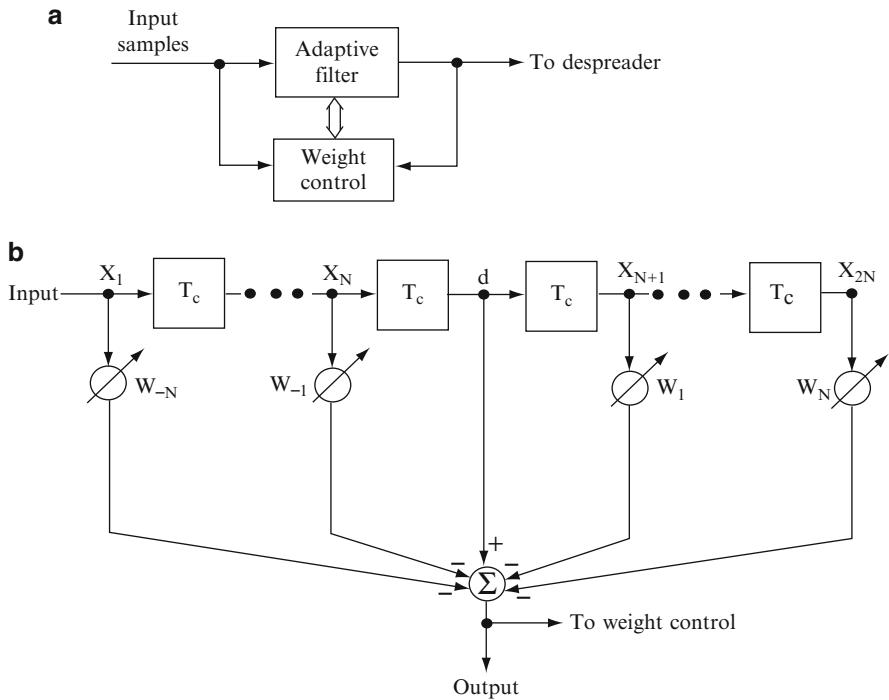 a
Input
samples
Adaptive
filter
To despreader
Weight
control
b
X1 XN d XN+1 X2N
Input Tc Tc Tc Tc
W–N W–1 W1 WN
+
– – – –
Σ
To weight control
Output